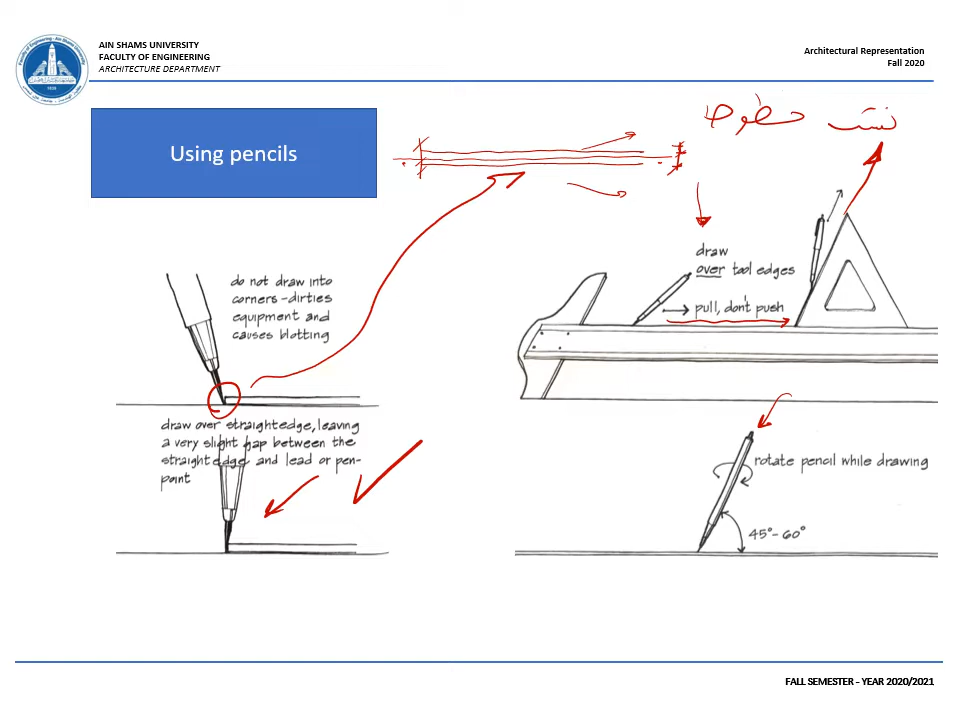 AIN SHAMS UNIVERSITY
FACULTY OF ENGINEERING
ARCHITECTURE DEPARTMENT
Architectural Representation
Fall 2020
Using pencils
خطوط
do not draw into
corners - dirties
equipment and
causes blotting
draw over straightedge, leaving
a very slight gap between the
straightedge and lead or pen-
point
draw
over tool edges
pull, don't push
rotate pencil while drawing
45° - 60°
FALL SEMESTER - YEAR 2020/2021